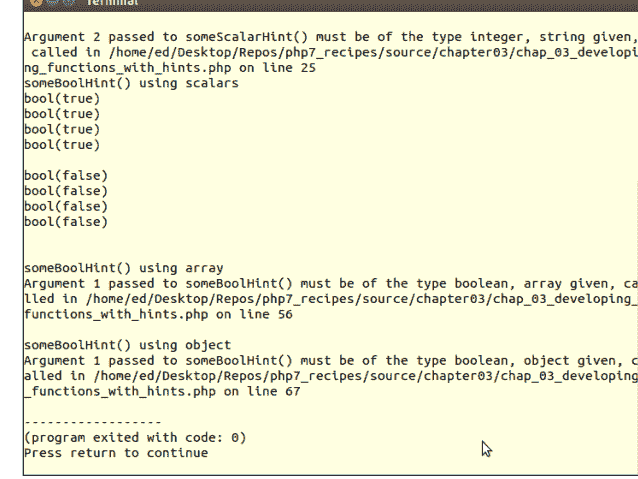 Terminal
Argument 2 passed to someScalarHint() must be of the type integer, string given,
called in /home/ed/Desktop/Repos/php7_recipes/source/chapter03/chap_03_developi
ng_functions_with_hints.php on line 25
someBoolHint() using scalars
bool(true)
bool(true)
bool(true)
bool(true)
bool(false)
bool(false)
bool(false)
bool(false)
someBoolHint() using array
Argument 1 passed to someBoolHint() must be of the type boolean, array given, ca
lled in /home/ed/Desktop/Repos/php7_recipes/source/chapter03/chap_03_developing_
functions_with_hints.php on line 56
someBoolHint() using object
Argument 1 passed to someBoolHint() must be of the type boolean, object given, c
alled in /home/ed/Desktop/Repos/php7_recipes/source/chapter03/chap_03_developing
_functions_with_hints.php on line 67
------------------
(program exited with code: 0)
Press return to continue